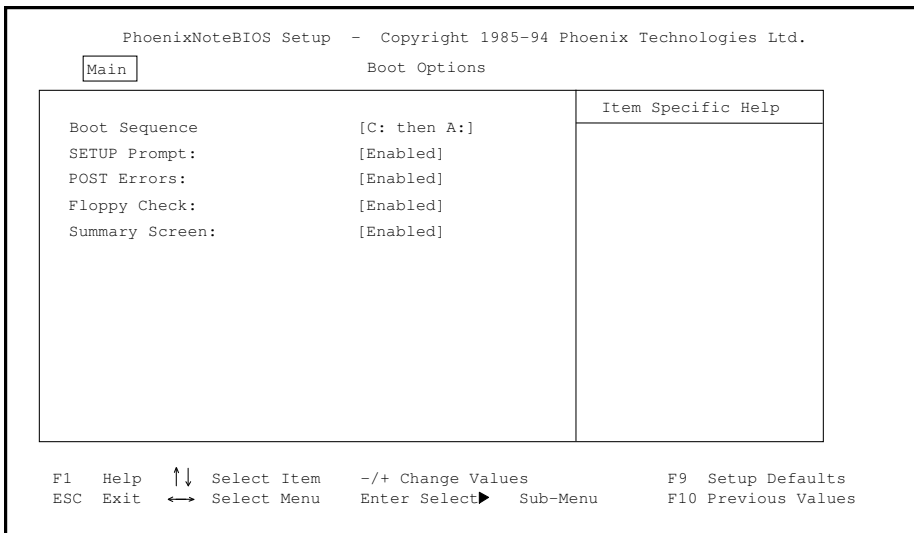 PhoenixNoteBIOS Setup - Copyright 1985-94 Phoenix Technologies Ltd.
Main Boot Options
Item Specific Help
Boot Sequence [C: then A:]
SETUP Prompt: [Enabled]
POST Errors: [Enabled]
Floppy Check: [Enabled]
Summary Screen: [Enabled]
F1 Help ↑↓ Select Item -/+ Change Values F9 Setup Defaults
ESC Exit ←→ Select Menu Enter Select▶ Sub-Menu F10 Previous Values